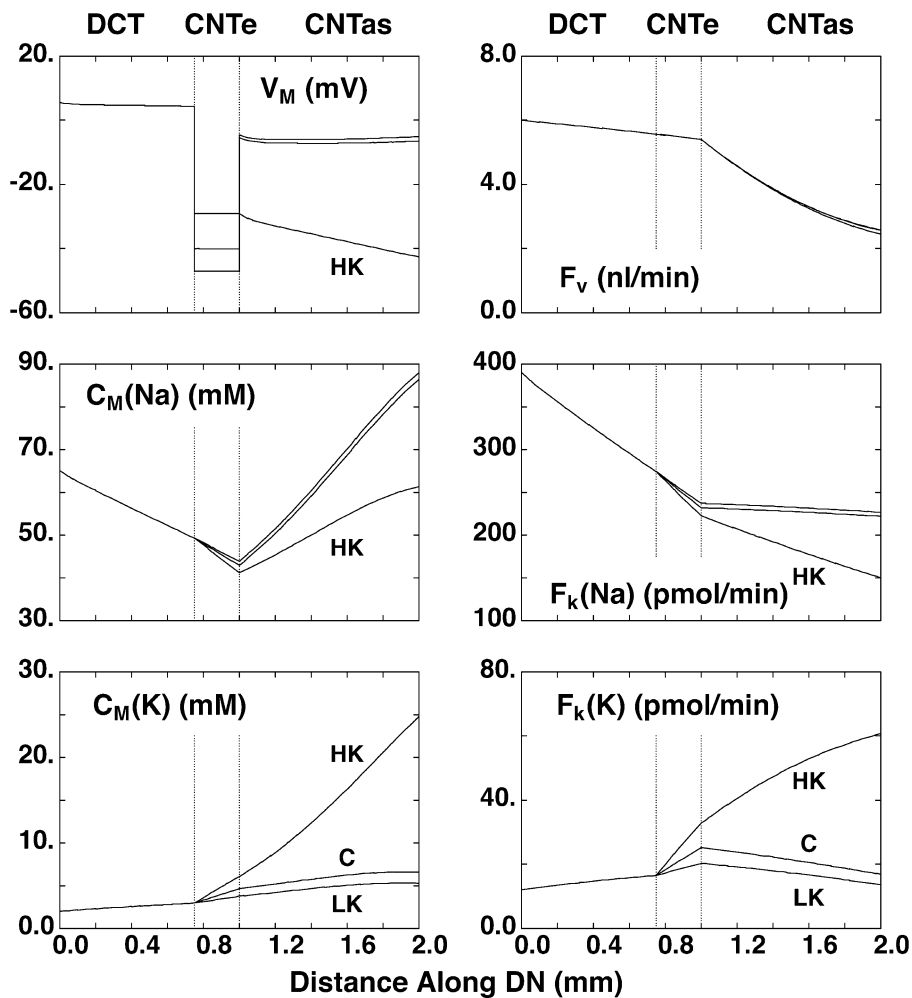 DCT CNTe CNTas
DCT CNTe CNTas
20.
-20.
-60.
V_M (mV)
HK
8.0
4.0
0.0
F_v (nl/min)
90.
70.
50.
30.
C_M(Na) (mM)
HK
400
300
200
100
HK
F_k(Na) (pmol/min)
30.
20.
10.
0.0
C_M(K) (mM)
HK
C
LK
0.0 0.4 0.8 1.2 1.6 2.0
80.
40.
0.0
F_k(K) (pmol/min)
HK
C
LK
0.0 0.4 0.8 1.2 1.6 2.0
Distance Along DN (mm)